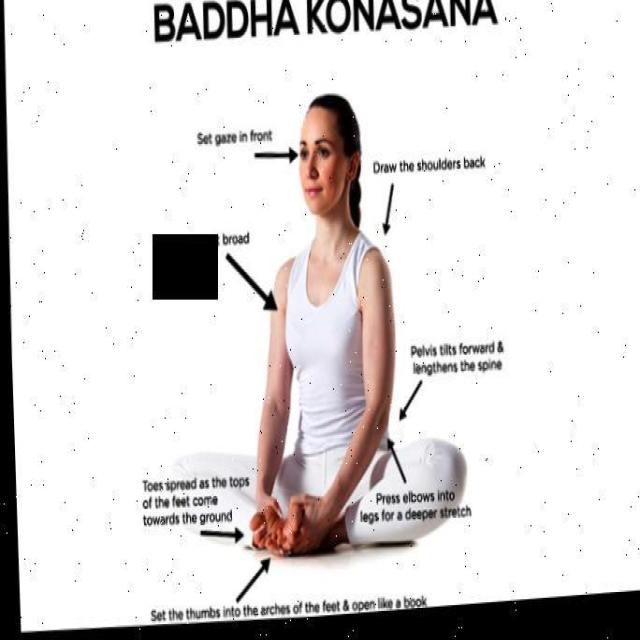 BADDHA KONASANA
Set gaze in front
Draw the shoulders back
broad
Pelvis tilts forward &
lengthens the spine
Toes spread as the tops
of the feet come
towards the ground
Press elbows into
legs for a deeper stretch
Set the thumbs into the arches of the feet & open like a book